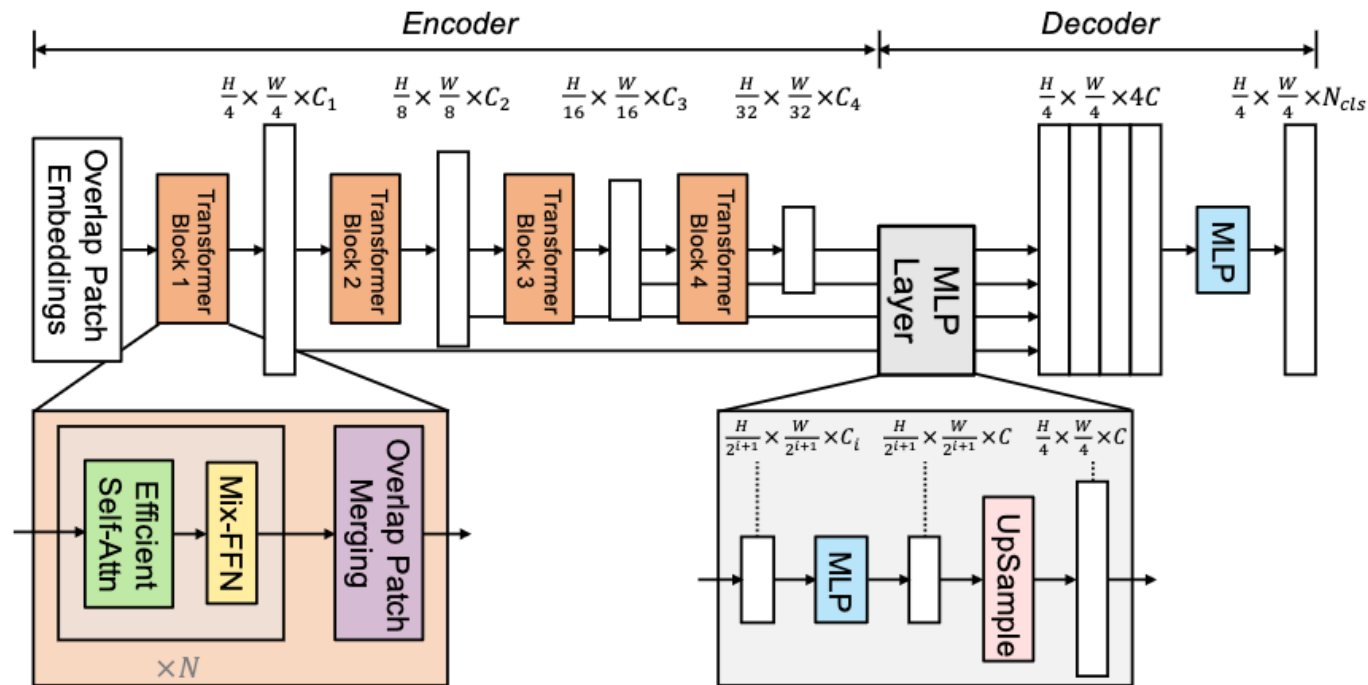 Encoder
Decoder
H/4 × W/4 × C₁
H/8 × W/8 × C₂
H/16 × W/16 × C₃
H/32 × W/32 × C₄
H/4 × W/4 × 4C
H/4 × W/4 × N_cls
Overlap Patch
Embeddings
Transformer
Block 1
Transformer
Block 2
Transformer
Block 3
Transformer
Block 4
MLP
Layer
MLP
Efficient
Self-Attn
Mix-FFN
Overlap Patch
Merging
×N
H/2^{i+1} × W/2^{i+1} × C_i
H/2^{i+1} × W/2^{i+1} × C
H/4 × W/4 × C
MLP
UpSample